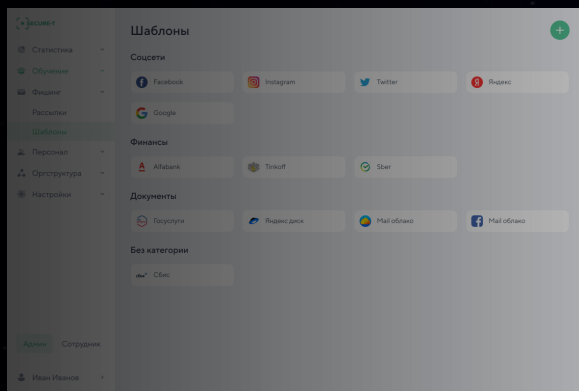 SECURE-T
Шаблоны
Статистика
Обучение
Фишинг
Рассылки
Шаблоны
Персонал
Оргструктура
Настройки
Админ Сотрудник
Иван Иванов
Соцсети
Facebook Instagram Twitter Яндекс
Google
Финансы
Alfabank Tinkoff Sber
Документы
Госуслуги Яндекс диск Mail облако Mail облако
Без категории
Сбис